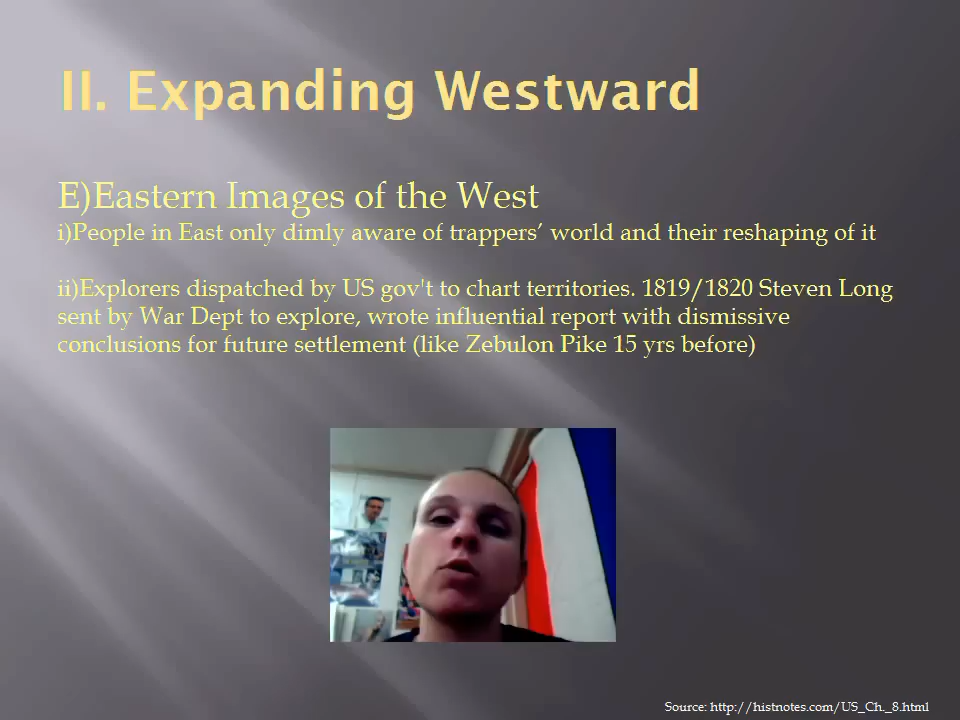 II. Expanding Westward
E)Eastern Images of the West
i)People in East only dimly aware of trappers’ world and their reshaping of it
ii)Explorers dispatched by US gov't to chart territories. 1819/1820 Steven Long
sent by War Dept to explore, wrote influential report with dismissive
conclusions for future settlement (like Zebulon Pike 15 yrs before)
Source: http://histnotes.com/US_Ch._8.html